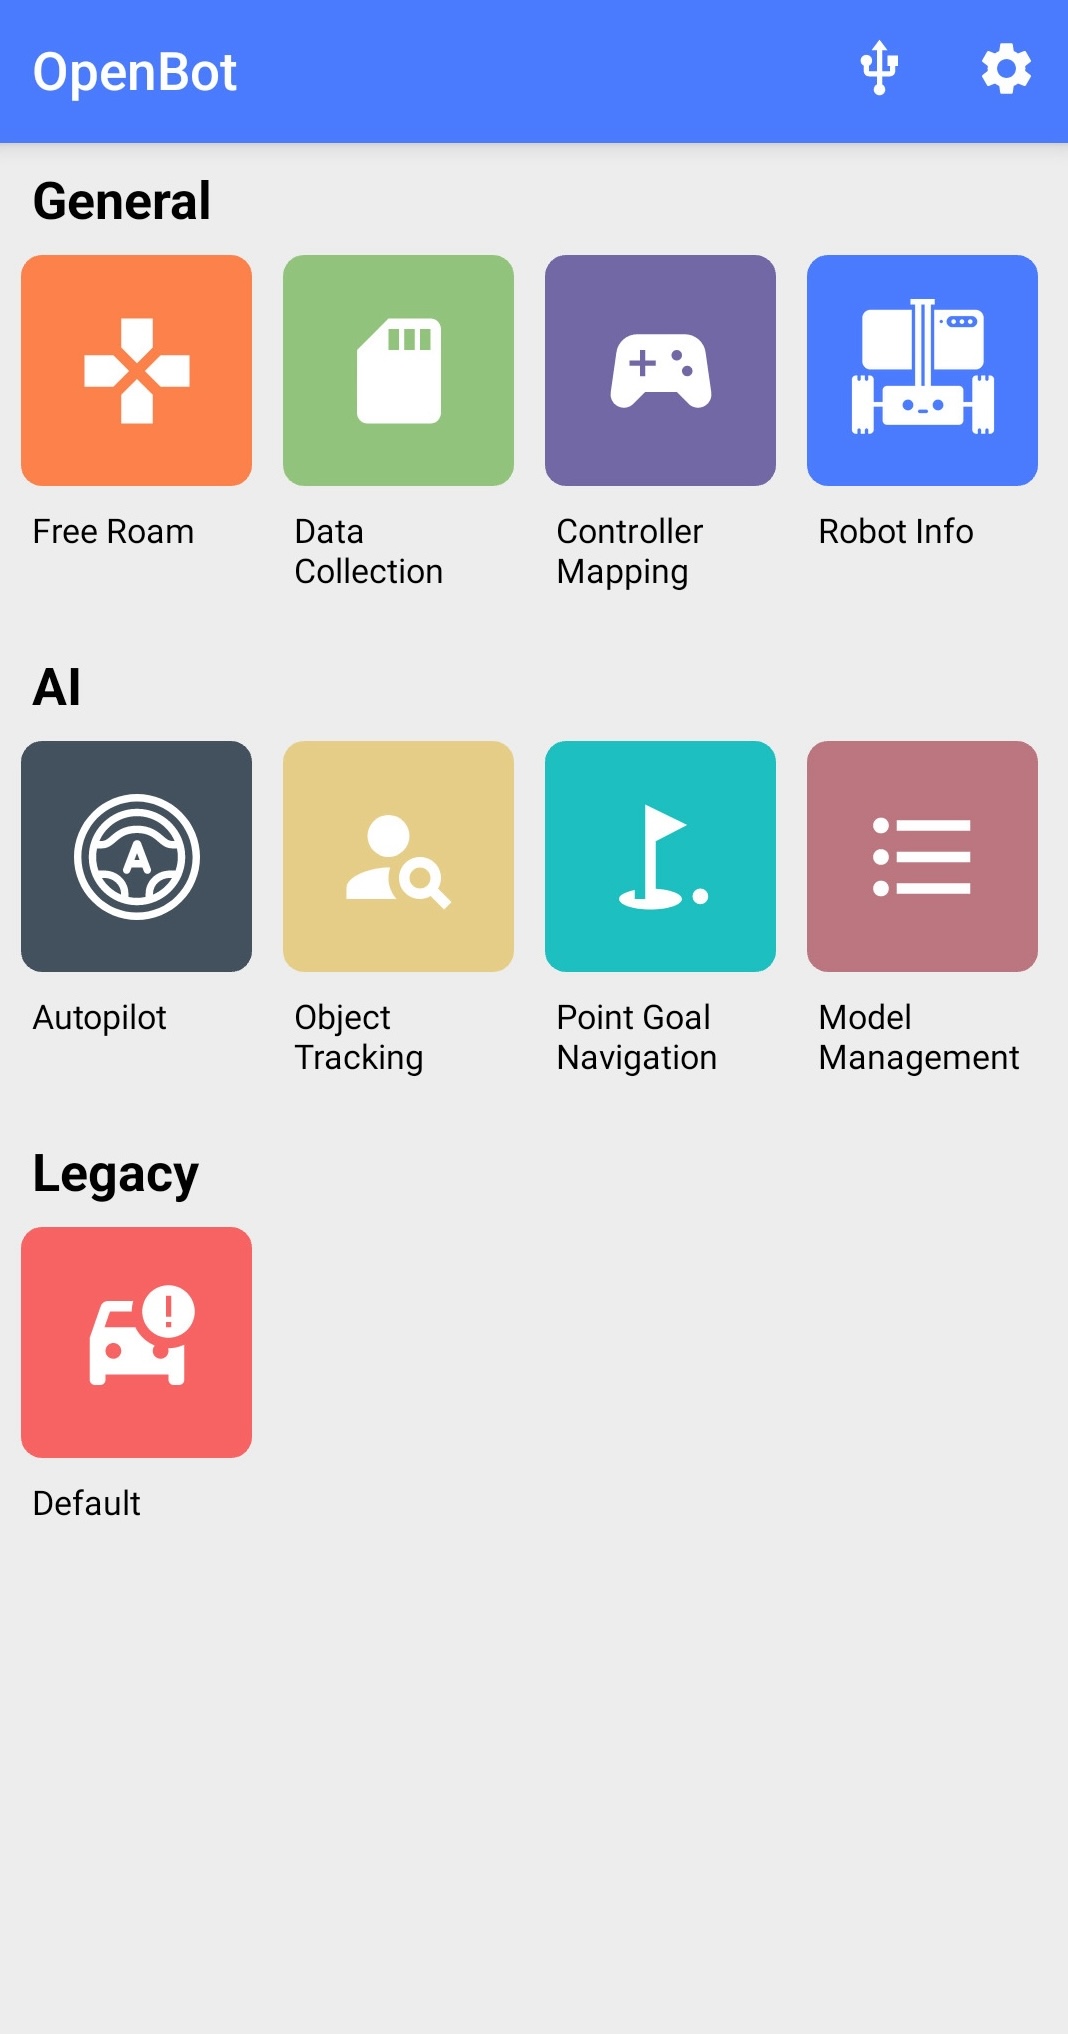 OpenBot
General
Free Roam
Data
Collection
Controller
Mapping
Robot Info
AI
A
Autopilot
Object
Tracking
Point Goal
Navigation
Model
Management
Legacy
!
Default